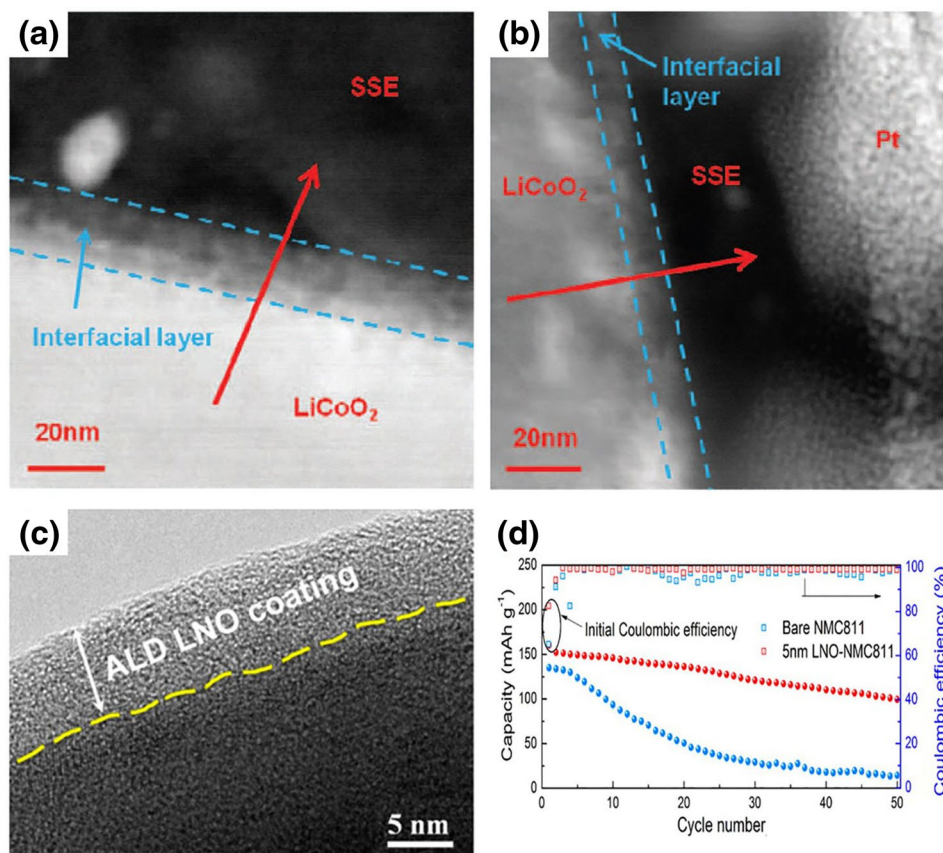 (a)
SSE
Interfacial layer
LiCoO₂
20nm
(b)
Interfacial
layer
Pt
SSE
LiCoO₂
20nm
(c)
ALD LNO coating
5 nm
(d)
250
200
150
100
50
0
Capacity (mAh g⁻¹)
100
80
60
40
20
0
Coulombic efficiency (%)
Initial Coulombic efficiency
Bare NMC811
5nm LNO-NMC811
0 10 20 30 40 50
Cycle number